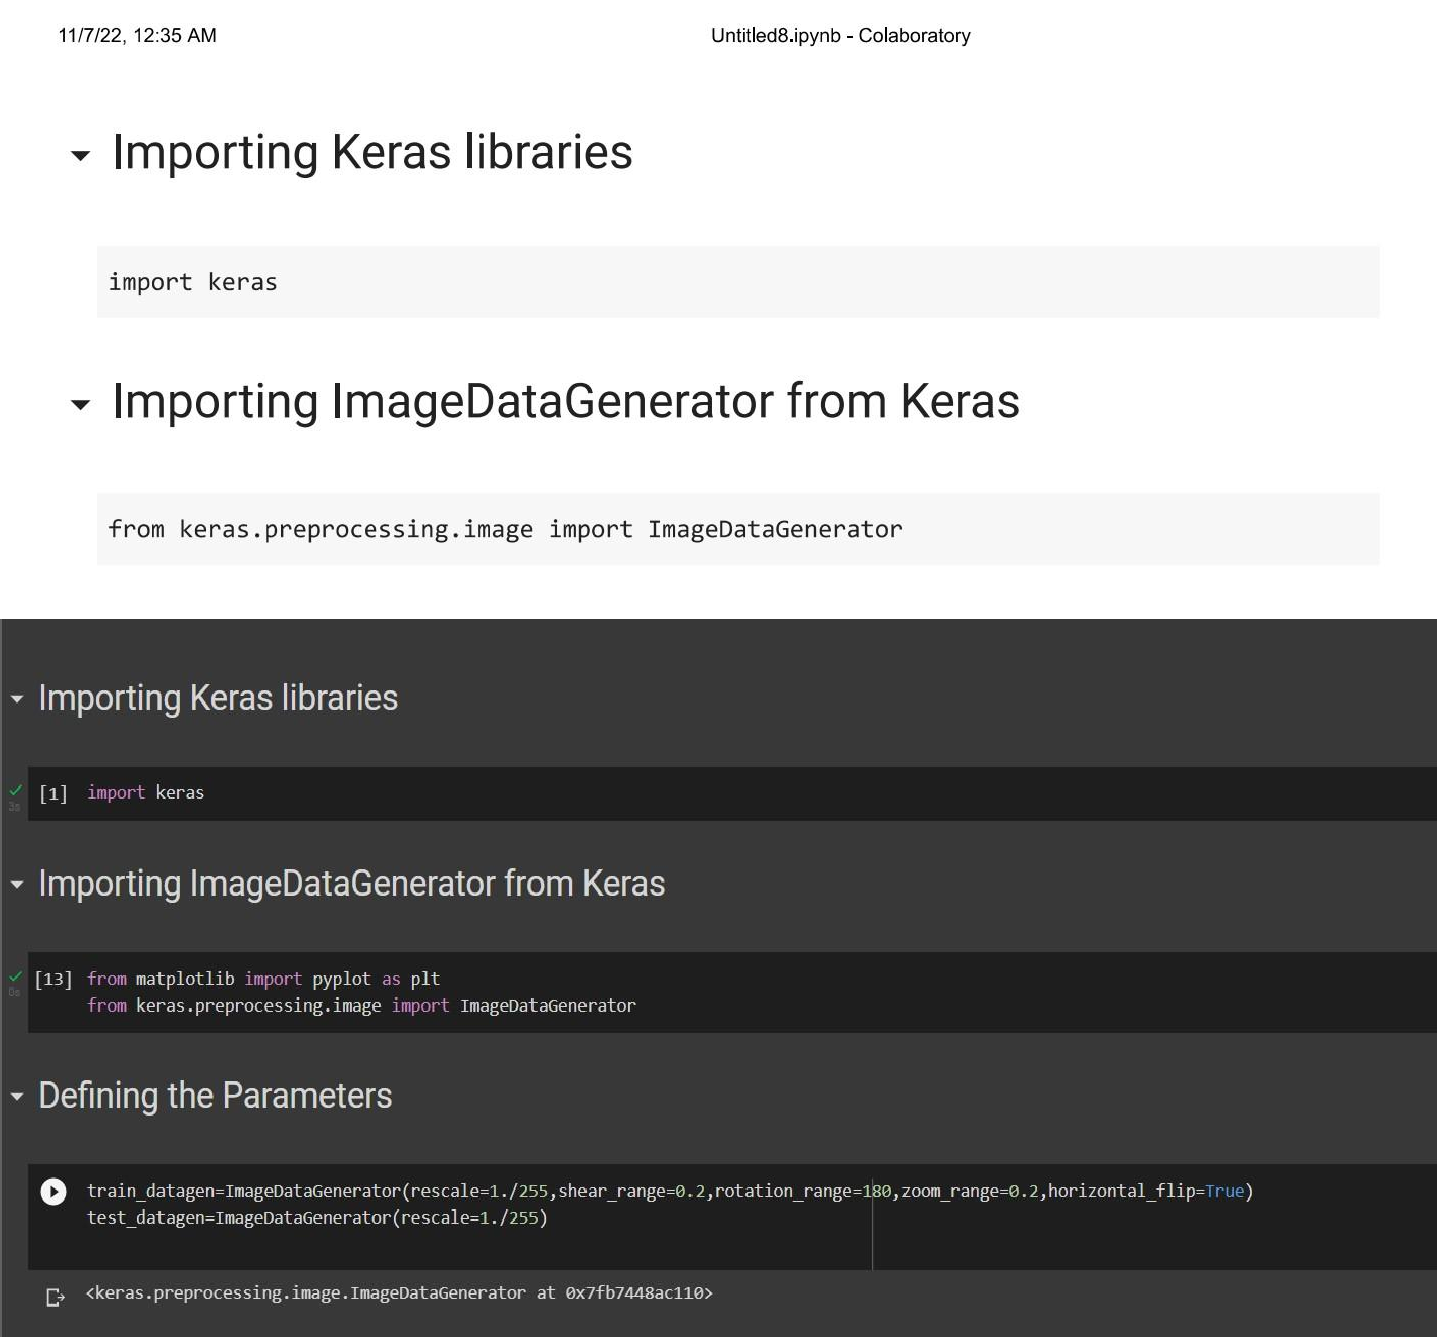 11/7/22, 12:35 AM
Untitled8.ipynb - Colaboratory
Importing Keras libraries
import keras
Importing ImageDataGenerator from Keras
from keras.preprocessing.image import ImageDataGenerator
Importing Keras libraries
3s
[1] import keras
Importing ImageDataGenerator from Keras
[13] from matplotlib import pyplot as plt
0s
from keras.preprocessing.image import ImageDataGenerator
Defining the Parameters
train_datagen=ImageDataGenerator(rescale=1./255,shear_range=0.2,rotation_range=180,zoom_range=0.2,horizontal_flip=True)
test_datagen=ImageDataGenerator(rescale=1./255)
<keras.preprocessing.image.ImageDataGenerator at 0x7fb7448ac110>